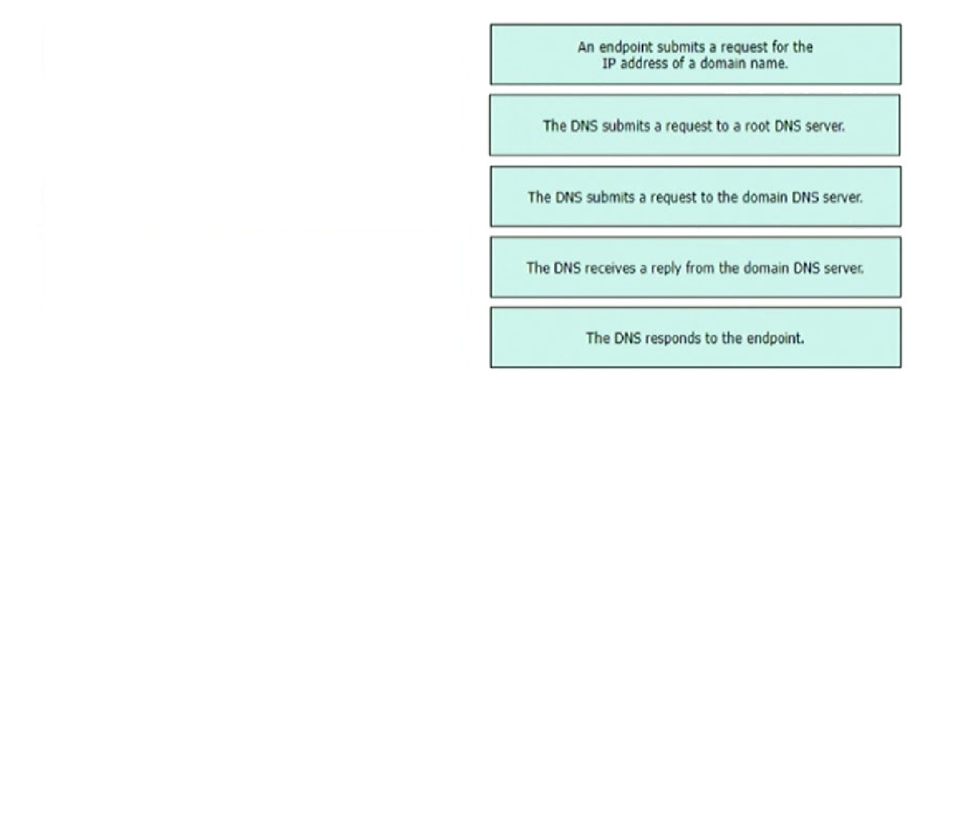 An endpoint submits a request for the
IP address of a domain name.
The DNS submits a request to a root DNS server.
The DNS submits a request to the domain DNS server.
The DNS receives a reply from the domain DNS server.
The DNS responds to the endpoint.